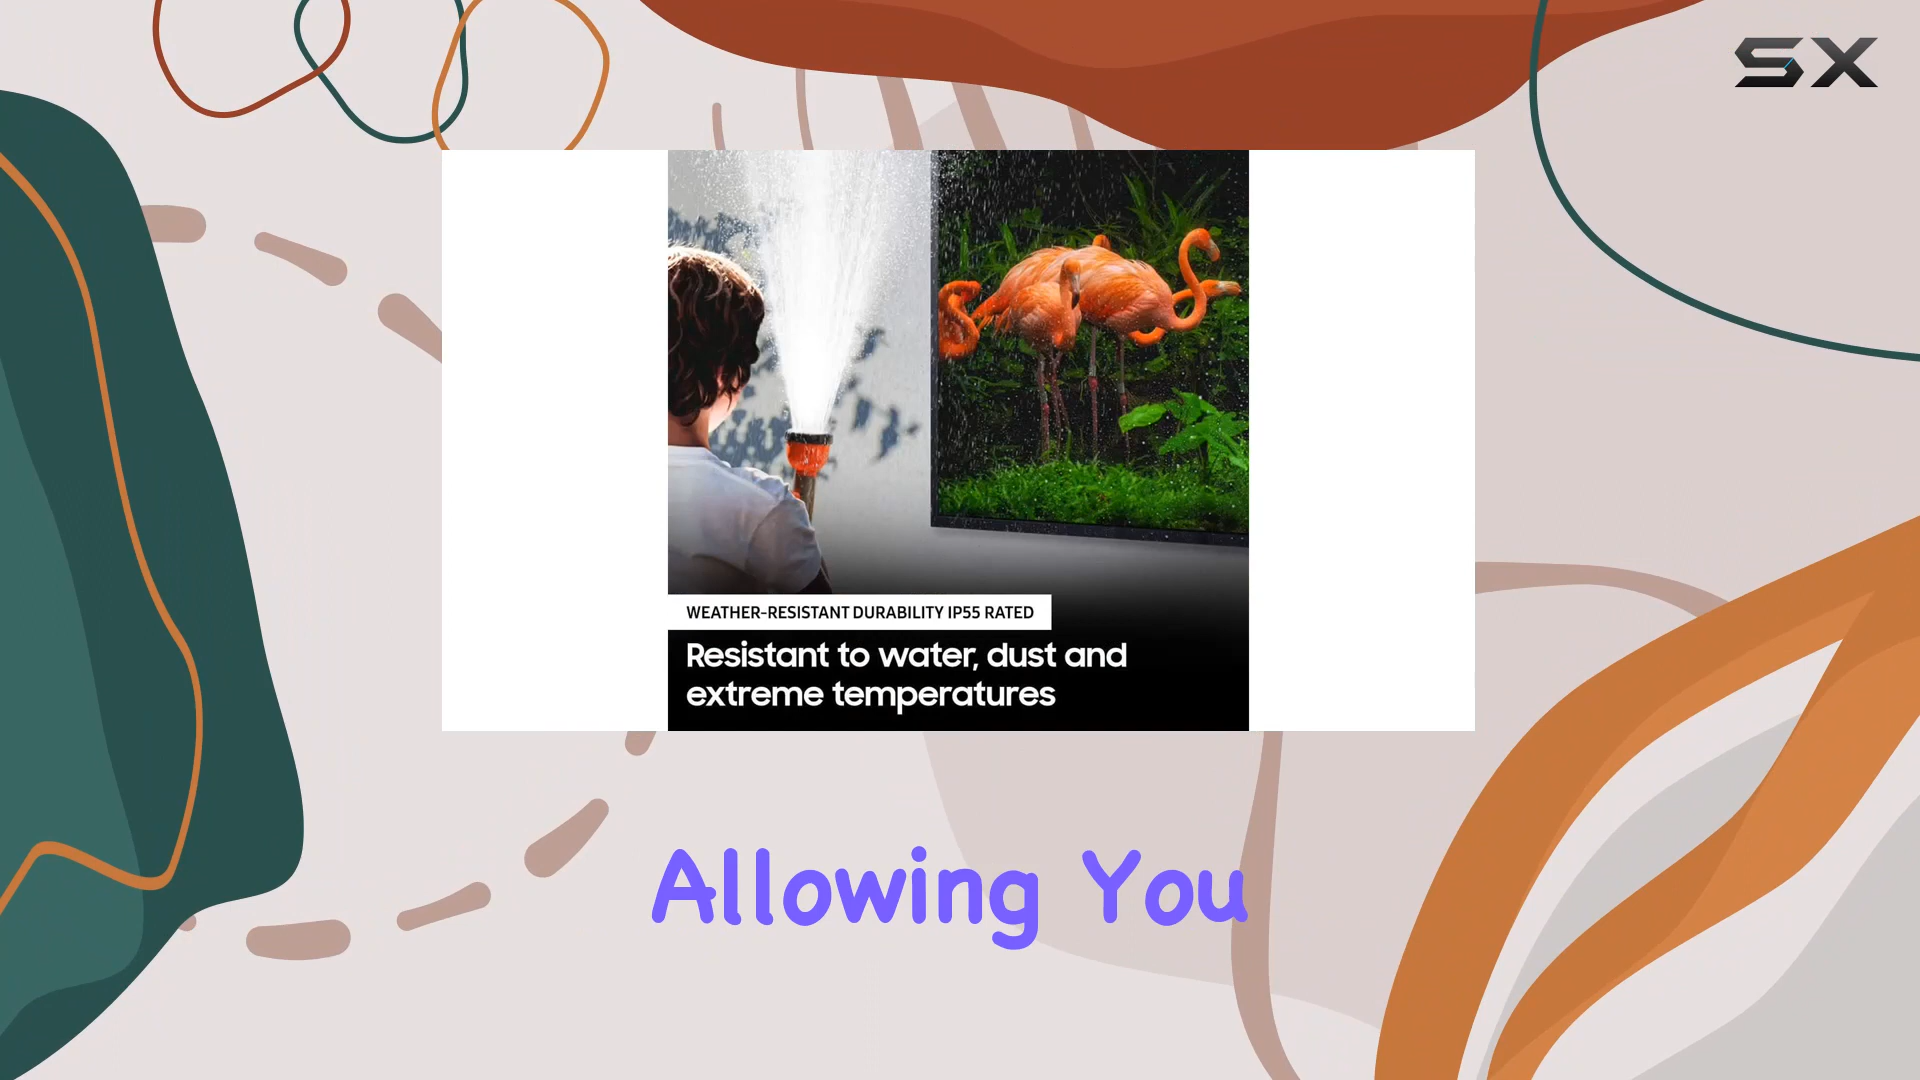 SX
WEATHER-RESISTANT DURABILITY IP55 RATED
Resistant to water, dust and
extreme temperatures
Allowing You